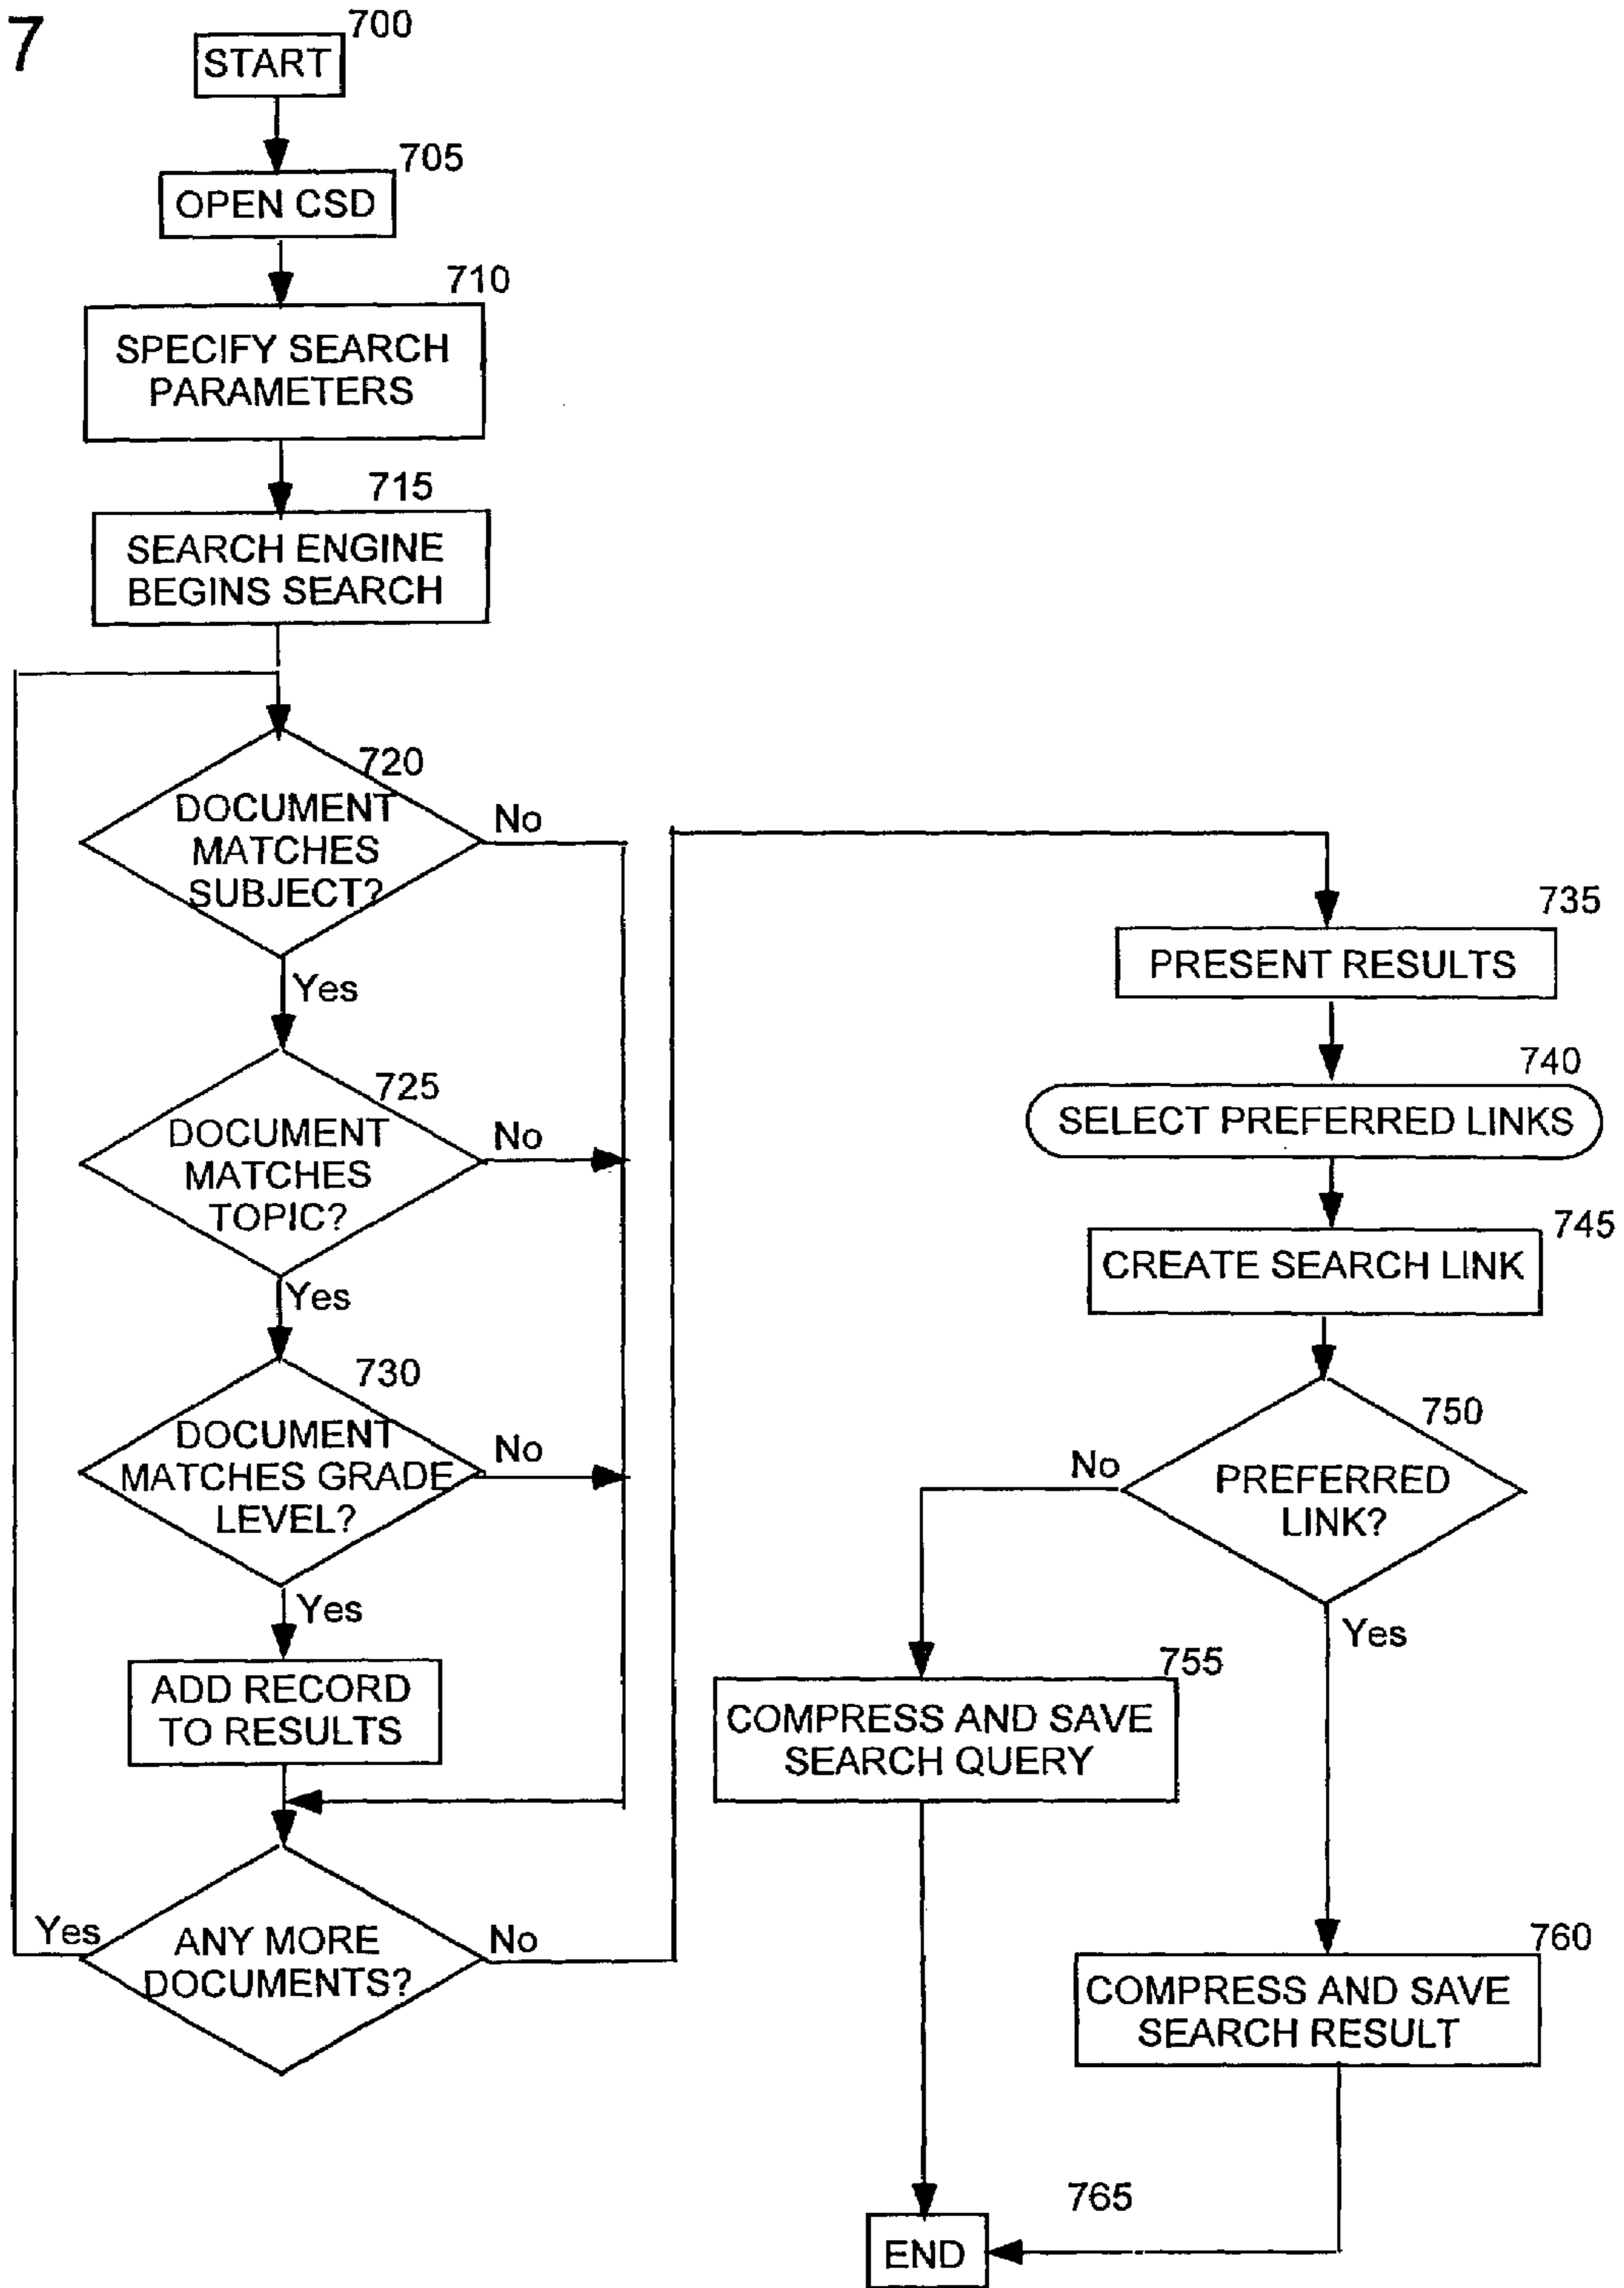 7
700
START
705
OPEN CSD
710
SPECIFY SEARCH
PARAMETERS
715
SEARCH ENGINE
BEGINS SEARCH
720
DOCUMENT
MATCHES
SUBJECT?
No
Yes
725
DOCUMENT
MATCHES
TOPIC?
No
Yes
730
DOCUMENT
MATCHES GRADE
LEVEL?
No
Yes
ADD RECORD
TO RESULTS
ANY MORE
DOCUMENTS?
Yes
No
735
PRESENT RESULTS
740
SELECT PREFERRED LINKS
745
CREATE SEARCH LINK
750
PREFERRED
LINK?
No
Yes
755
COMPRESS AND SAVE
SEARCH QUERY
760
COMPRESS AND SAVE
SEARCH RESULT
765
END